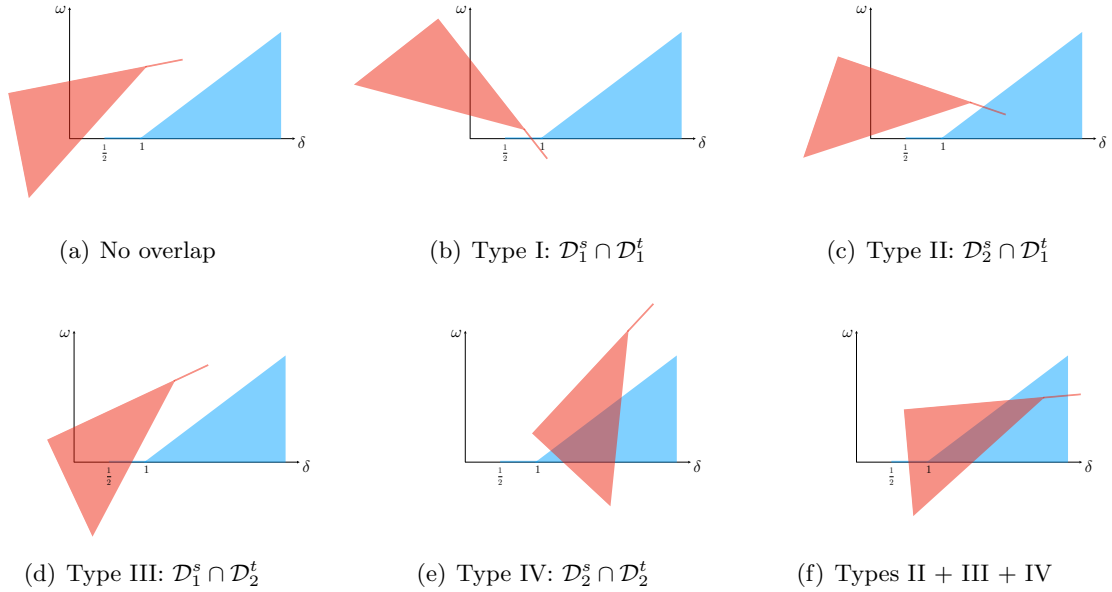 ω ω ω
½ 1 δ ½ 1 δ ½ 1 δ
(a) No overlap (b) Type I: 𝒟₁ˢ ∩ 𝒟₁ᵗ (c) Type II: 𝒟₂ˢ ∩ 𝒟₁ᵗ
ω ω ω
½ 1 δ ½ 1 δ ½ 1 δ
(d) Type III: 𝒟₁ˢ ∩ 𝒟₂ᵗ (e) Type IV: 𝒟₂ˢ ∩ 𝒟₂ᵗ (f) Types II + III + IV